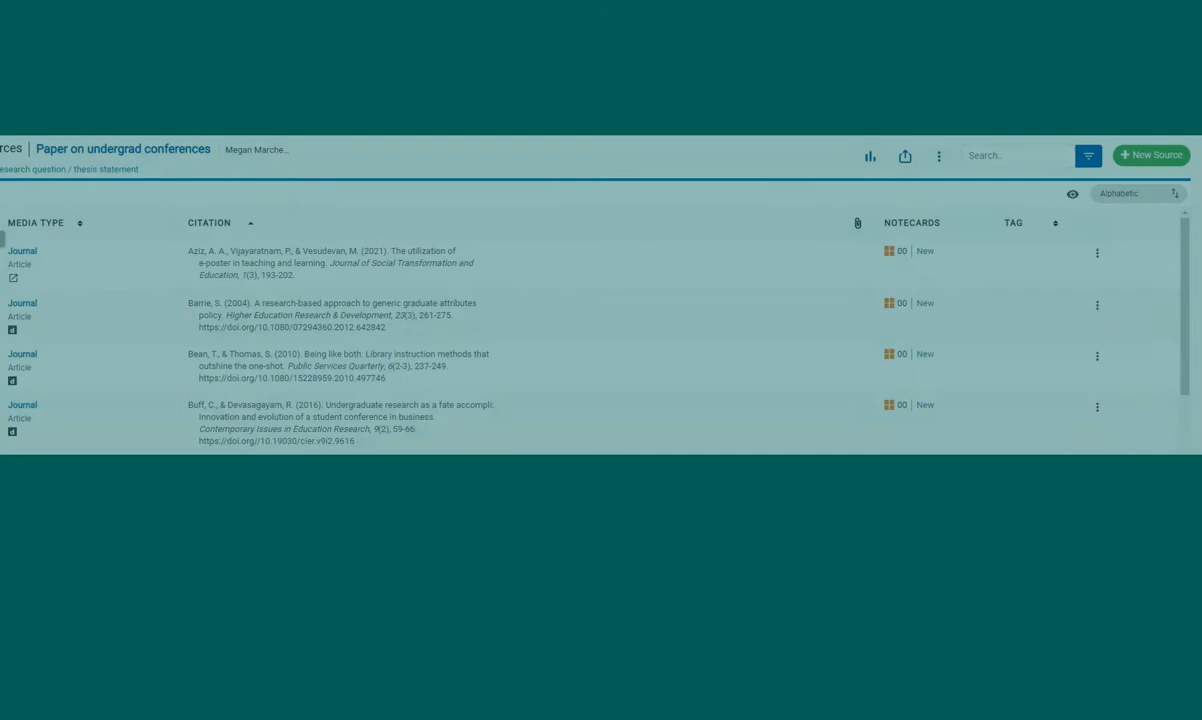 rces | Paper on undergrad conferences Megan Marche... Search.. + New Source
esearch question / thesis statement
Alphabetic
MEDIA TYPE CITATION NOTECARDS TAG
Journal
Article
Aziz, A. A., Vijayaratnam, P., & Vesudevan, M. (2021). The utilization of
e-poster in teaching and learning. Journal of Social Transformation and
Education, 1(3), 193-202.
00 | New
Journal
Article
Barrie, S. (2004). A research-based approach to generic graduate attributes
policy. Higher Education Research & Development, 23(3), 261-275.
https://doi.org/10.1080/07294360.2012.642842
00 | New
Journal
Article
Bean, T., & Thomas, S. (2010). Being like both: Library instruction methods that
outshine the one-shot. Public Services Quarterly, 6(2-3), 237-249.
https://doi.org/10.1080/15228959.2010.497746
00 | New
Journal
Article
Buff, C., & Devasagayam, R. (2016). Undergraduate research as a fate accompli:
Innovation and evolution of a student conference in business.
Contemporary Issues in Education Research, 9(2), 59-66.
https://doi.org//10.19030/cier.v9i2.9616
00 | New